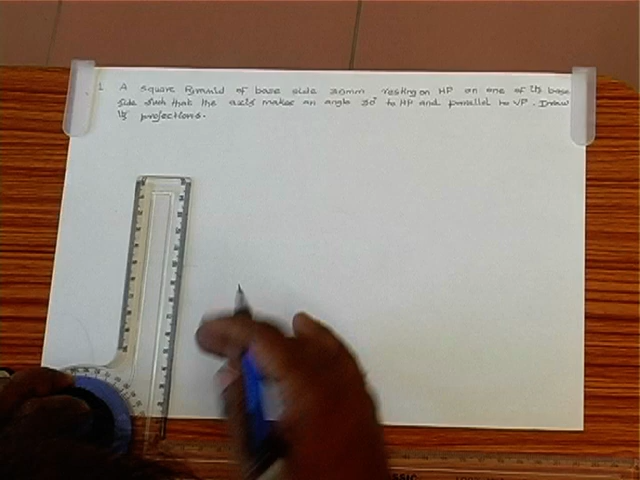 1. A square Pyramid of base side 30mm resting on HP on one of its base
side such that the axis makes an angle 30° to HP and parallel to VP. Draw
its projections.